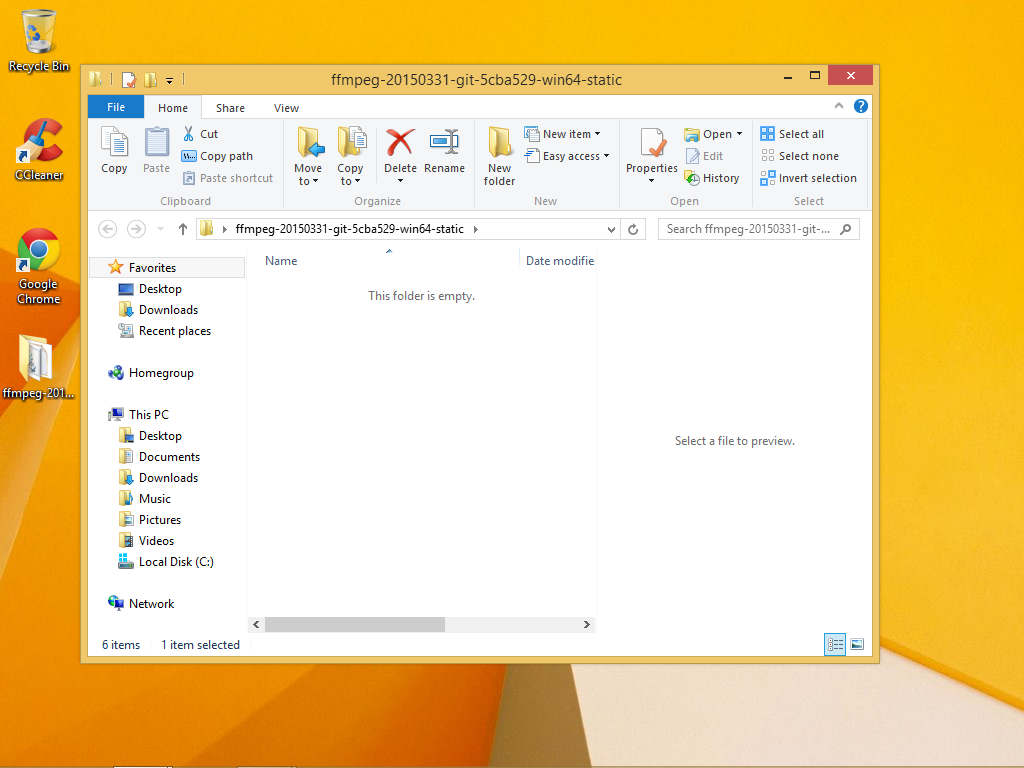 Recycle Bin
CCleaner
Google
Chrome
ffmpeg-201...
ffmpeg-20150331-git-5cba529-win64-static
File
Home
Share
View
Copy
Paste
Cut
Copy path
Paste shortcut
Clipboard
Move
to
Copy
to
Delete
Rename
Organize
New
folder
New item
Easy access
New
Properties
Open
Edit
History
Open
Select all
Select none
Invert selection
Select
ffmpeg-20150331-git-5cba529-win64-static
Search ffmpeg-20150331-git-...
Favorites
Desktop
Downloads
Recent places
Homegroup
This PC
Desktop
Documents
Downloads
Music
Pictures
Videos
Local Disk (C:)
Network
Name
Date modifie
This folder is empty.
Select a file to preview.
6 items
1 item selected